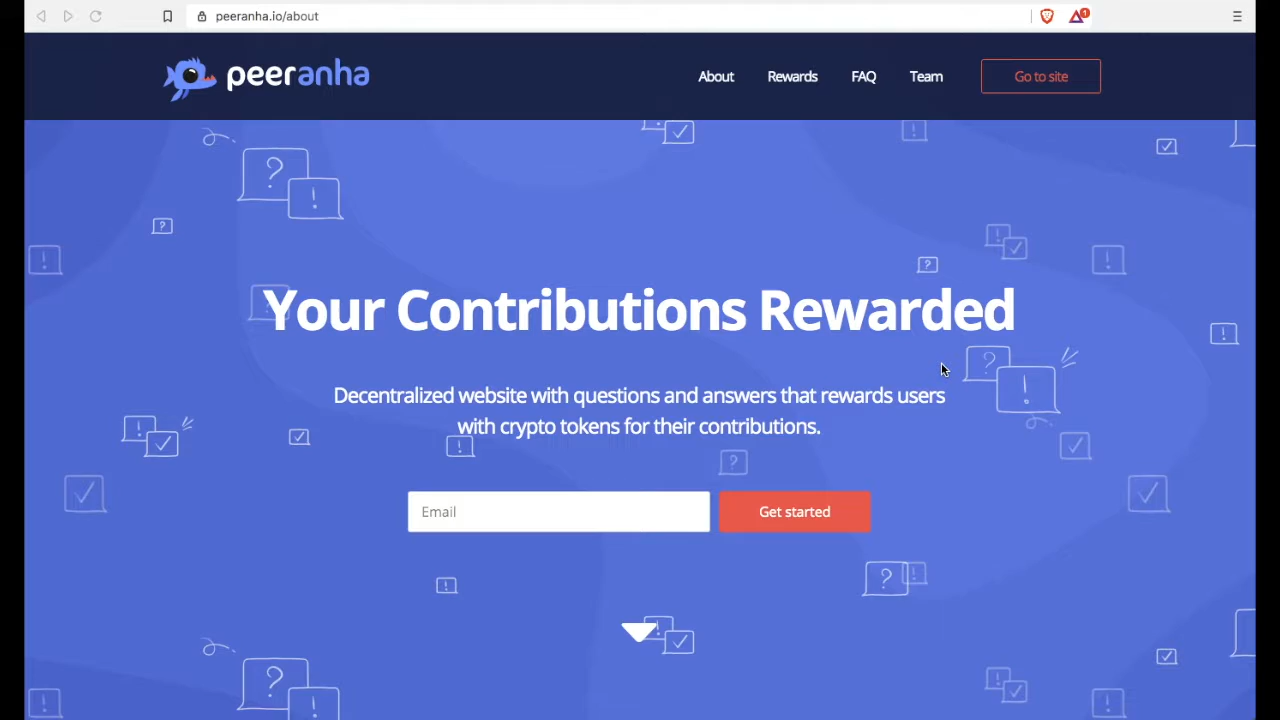 peeranha.io/about
1
peeranha
About
Rewards
FAQ
Team
Go to site
Your Contributions Rewarded
Decentralized website with questions and answers that rewards users
with crypto tokens for their contributions.
Email
Get started